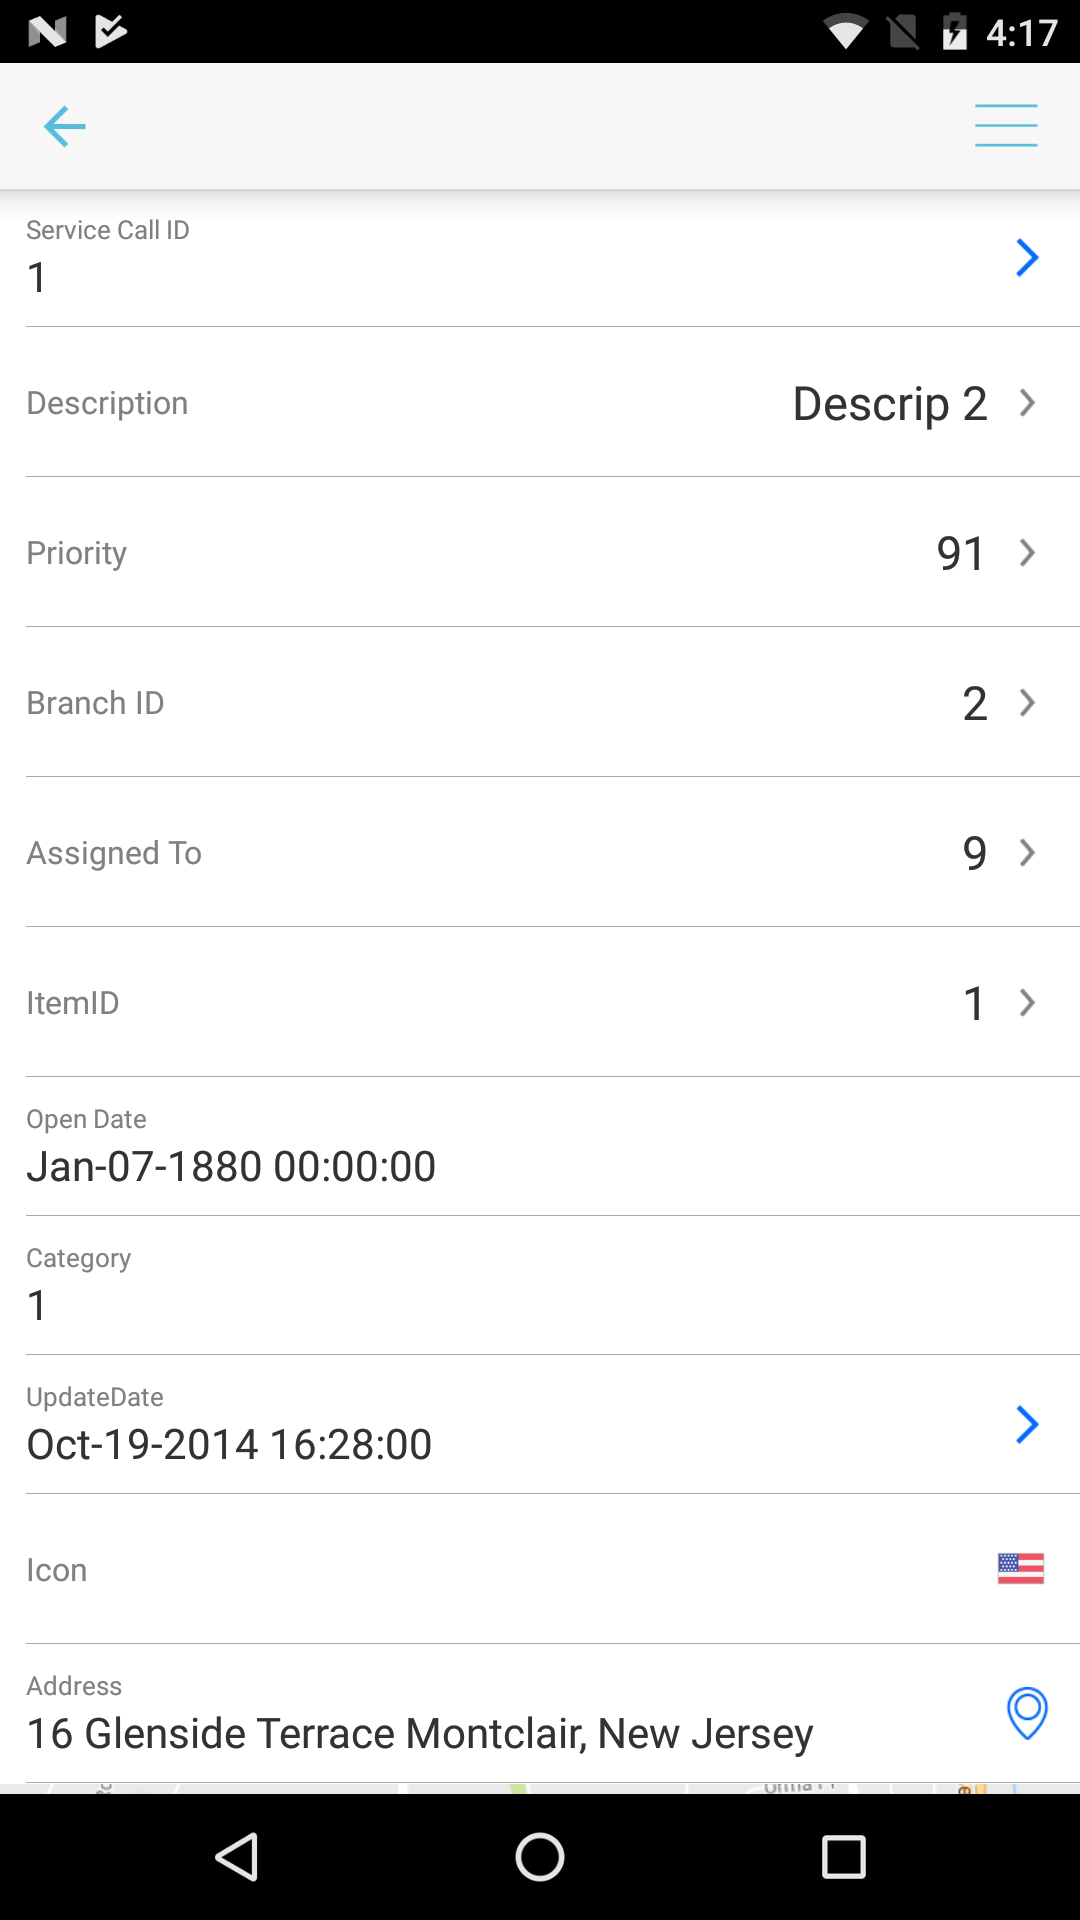 4:17
Service Call ID
1
Description
Descrip 2
Priority
91
Branch ID
2
Assigned To
9
ItemID
1
Open Date
Jan-07-1880 00:00:00
Category
1
UpdateDate
Oct-19-2014 16:28:00
Icon
Address
16 Glenside Terrace Montclair, New Jersey